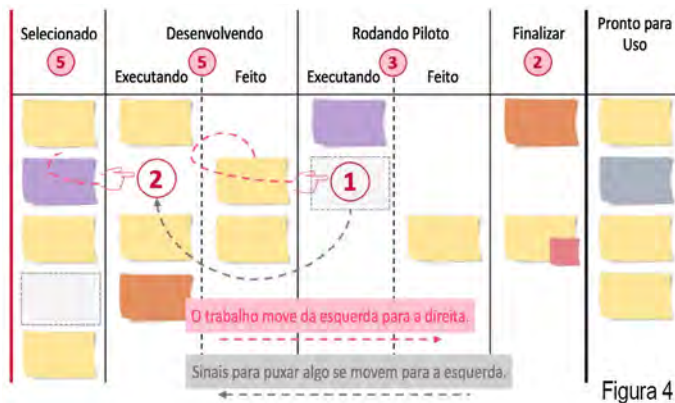 Selecionado
Desenvolvendo
Rodando Piloto
Finalizar
Pronto para
Uso
5
5
3
2
Executando
Feito
Executando
Feito
2
1
O trabalho move da esquerda para a direita.
Sinais para puxar algo se movem para a esquerda.
Figura 4